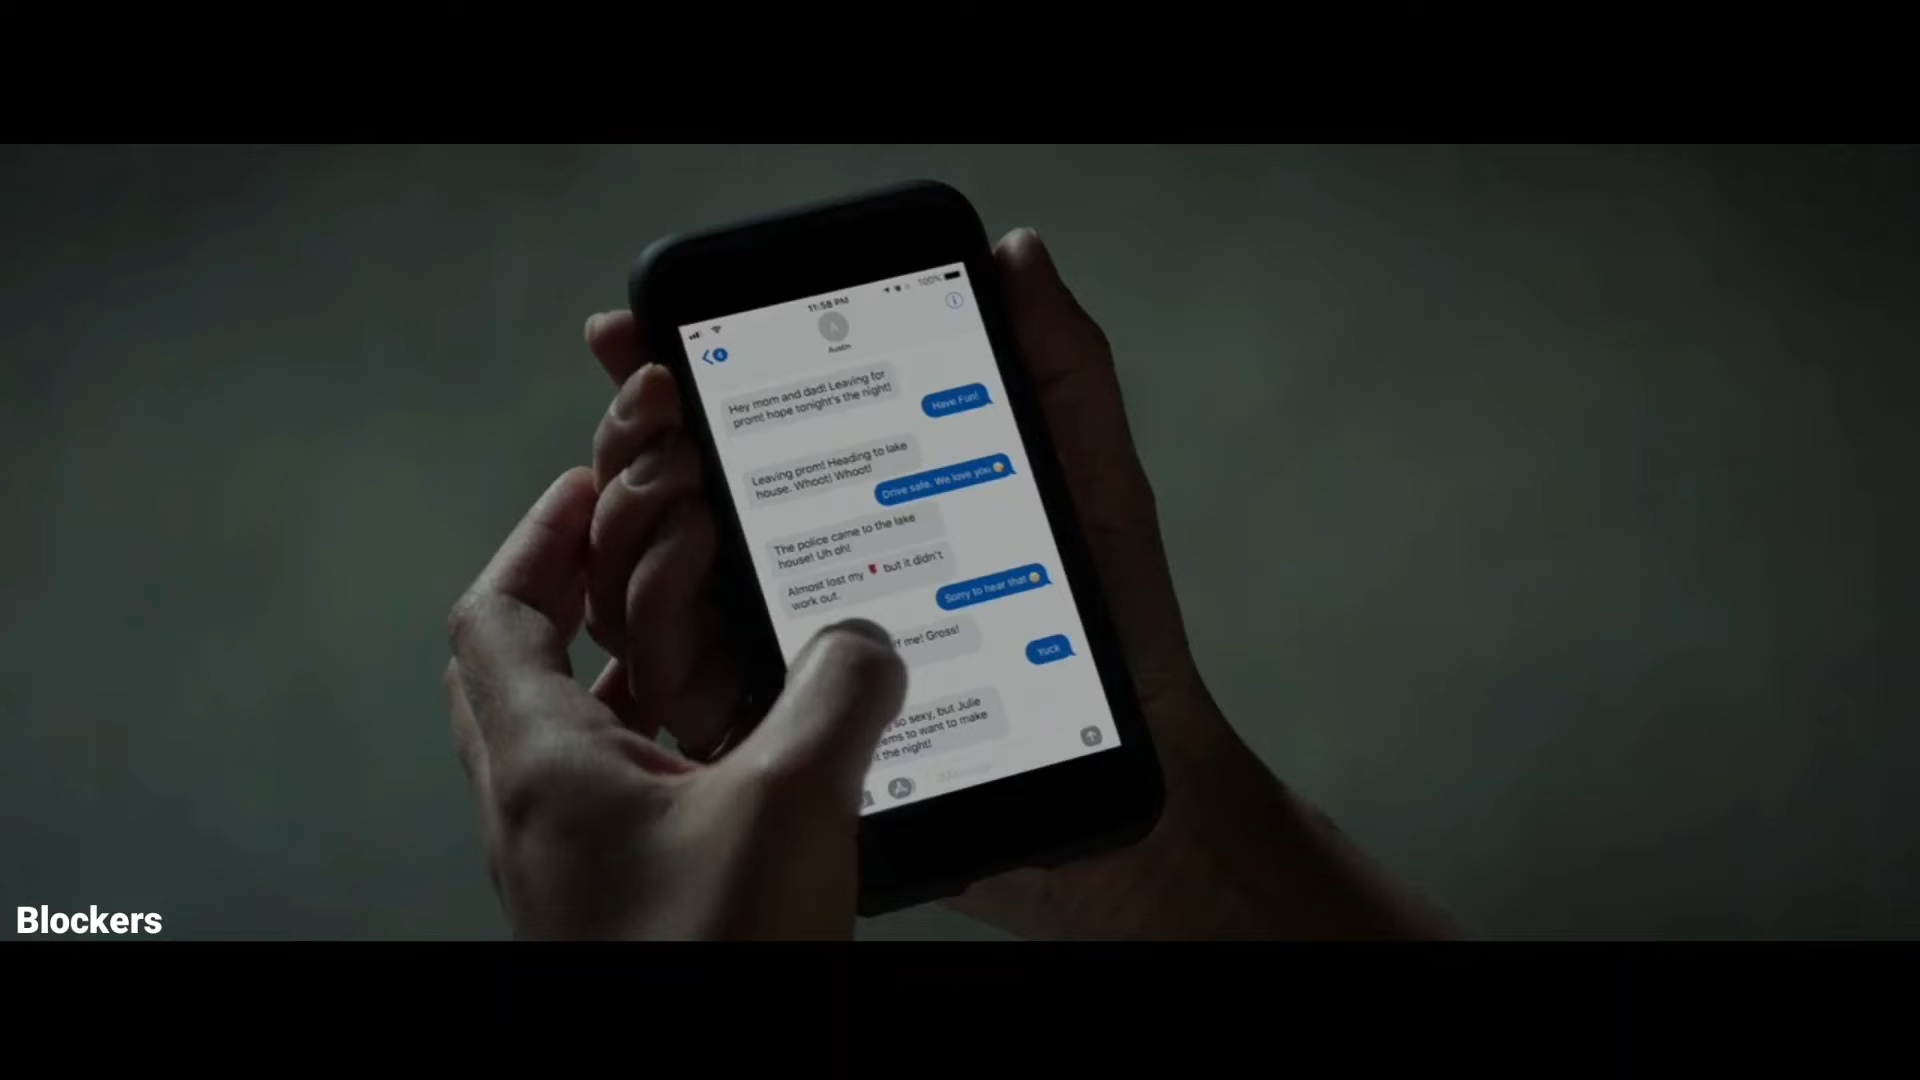 11:58 PM
100%
A
Austin
4
Hey mom and dad! Leaving for
prom! hope tonight's the night!
Have Fun!
Leaving prom! Heading to lake
house. Whoot! Whoot!
Drive safe. We love you
The police came to the lake
house! Uh oh!
Almost lost my but it didn't
work out.
Sorry to hear that
me! Gross!
Yuck
so sexy, but Julie
to want to make
the night!
iMessage
Blockers